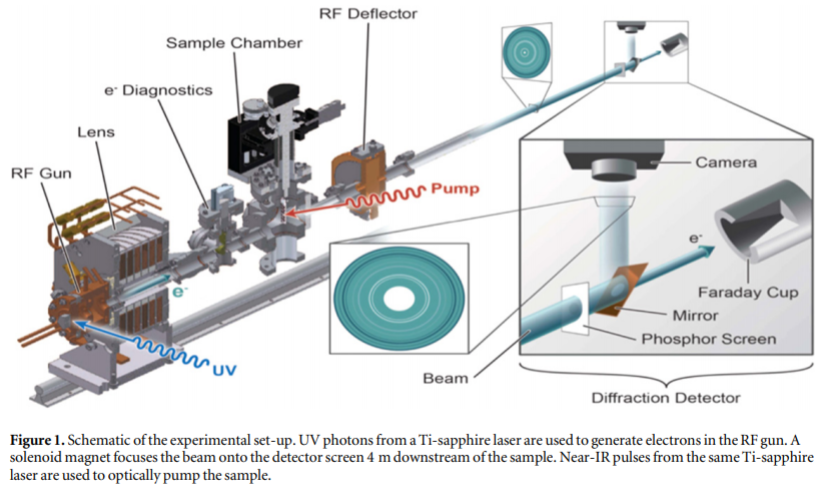 RF Deflector
Sample Chamber
e- Diagnostics
Lens
RF Gun
Pump
Camera
e-
e-
Faraday Cup
Mirror
Phosphor Screen
UV
Beam
Diffraction Detector
Figure 1. Schematic of the experimental set-up. UV photons from a Ti-sapphire laser are used to generate electrons in the RF gun. A
solenoid magnet focuses the beam onto the detector screen 4 m downstream of the sample. Near-IR pulses from the same Ti-sapphire
laser are used to optically pump the sample.